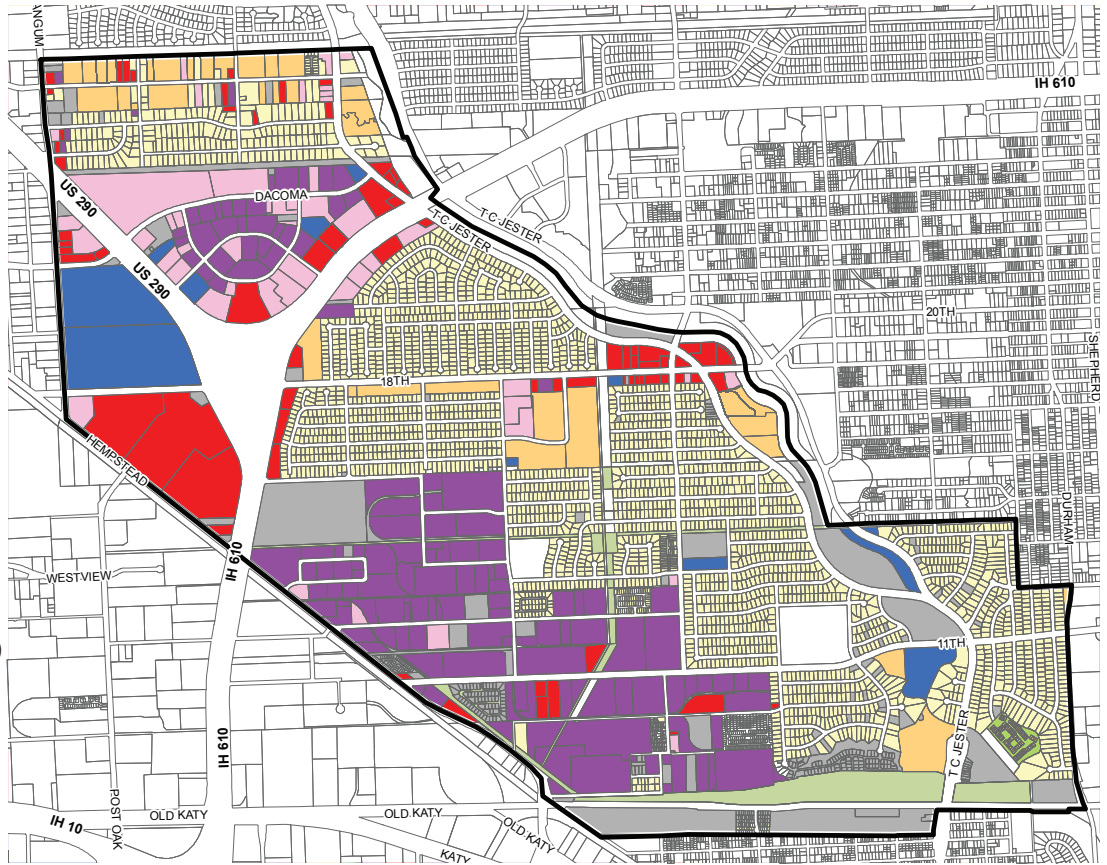 ANGUM
IH 610
US 290
DACOMA
T C JESTER
T C JESTER
US 290
20TH
SHEPHERD
18TH
HEMPSTEAD
DURHAM
IH 610
WESTVIEW
11TH
IH 610
T C JESTER
POST OAK
OLD KATY
OLD KATY
OLD KATY
IH 10
KATY